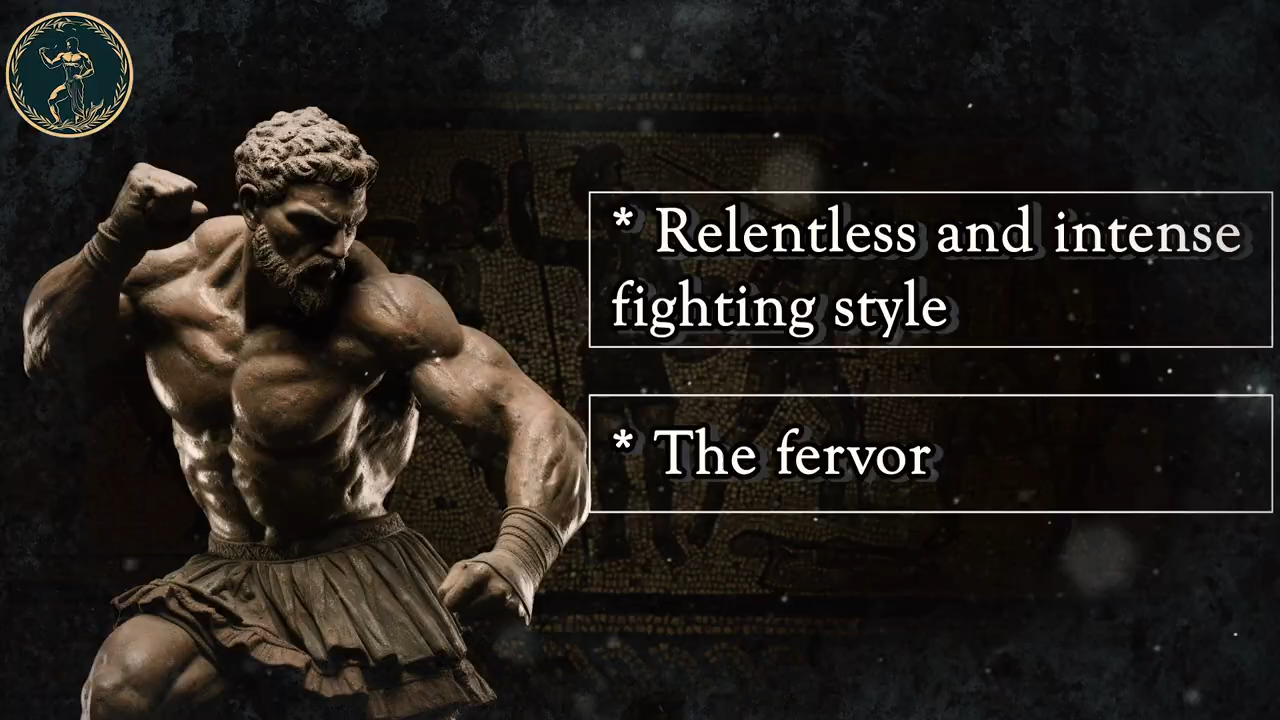 * Relentless and intense
fighting style
* The fervor